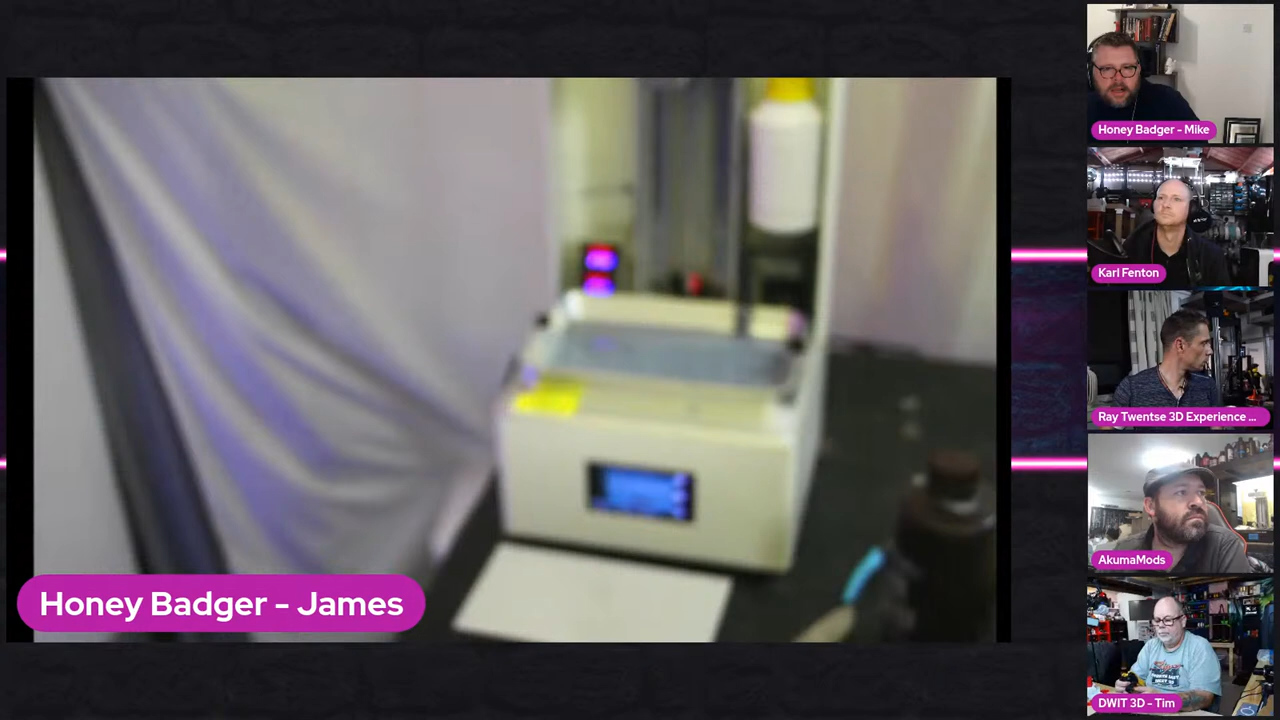 Honey Badger - James
Honey Badger - Mike
Karl Fenton
Ray Twentse 3D Experience ...
AkumaMods
DWIT 3D - Tim